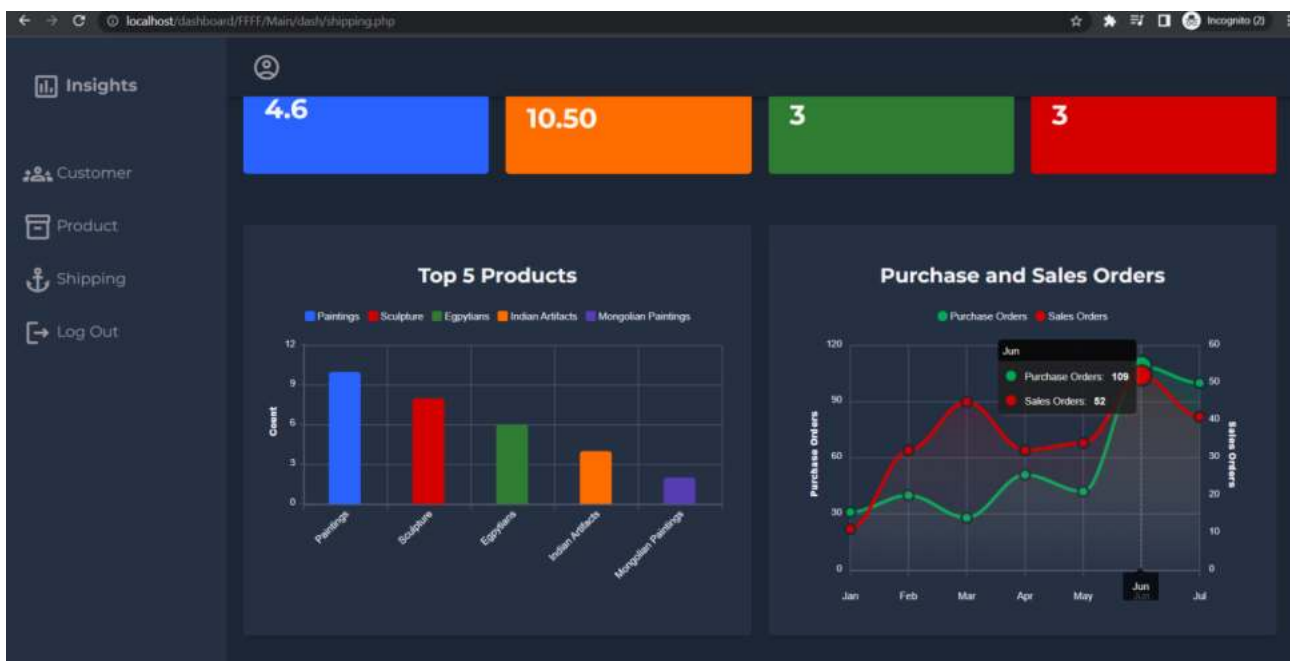 localhost/dashboard/FFFF/Main/dash/shipping.php
Incognito (2)
Insights
Customer
Product
Shipping
Log Out
4.6
10.50
3
3
Top 5 Products
Paintings Sculpture Egpytians Indian Artifacts Mongolian Paintings
12
9
6
3
0
Count
Paintings
Sculpture
Egpytians
Indian Artifacts
Mongolian Paintings
Purchase and Sales Orders
Purchase Orders Sales Orders
120
90
60
30
0
Purchase Orders
Jun
Purchase Orders: 109
Sales Orders: 52
60
50
40
30
20
10
0
Sales Orders
Jan Feb Mar Apr May Jun Jul
Jun